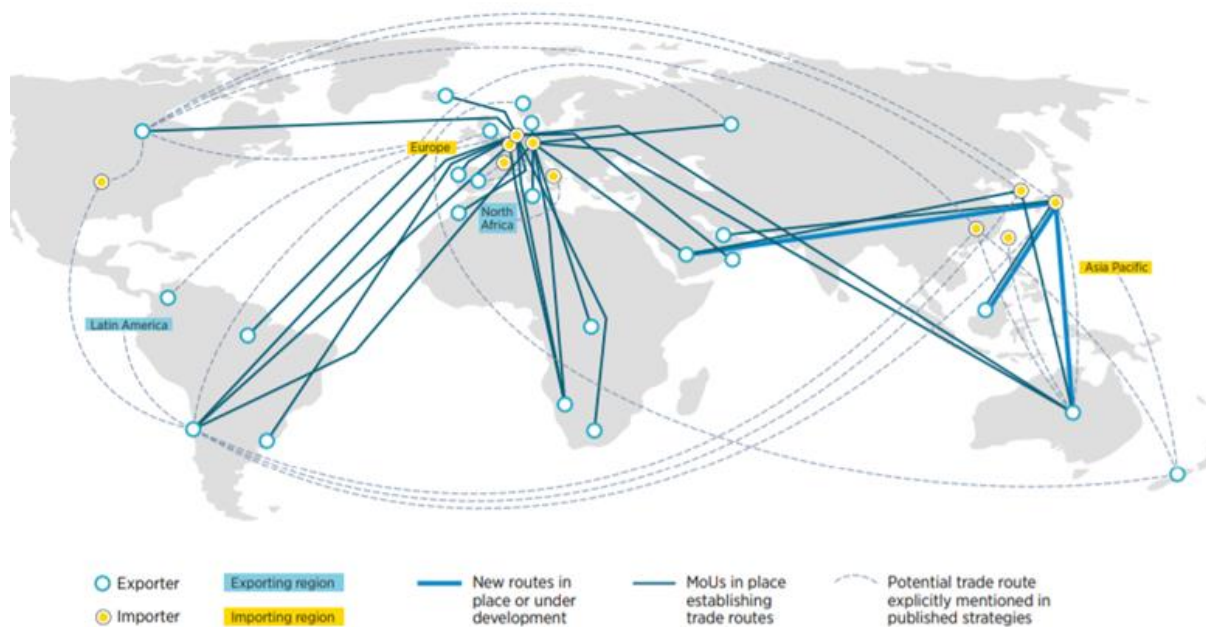 Europe
North
Africa
Asia Pacific
Latin America
Exporter
Exporting region
New routes in
place or under
development
MoUs in place
establishing
trade routes
Potential trade route
explicitly mentioned in
published strategies
Importer
Importing region